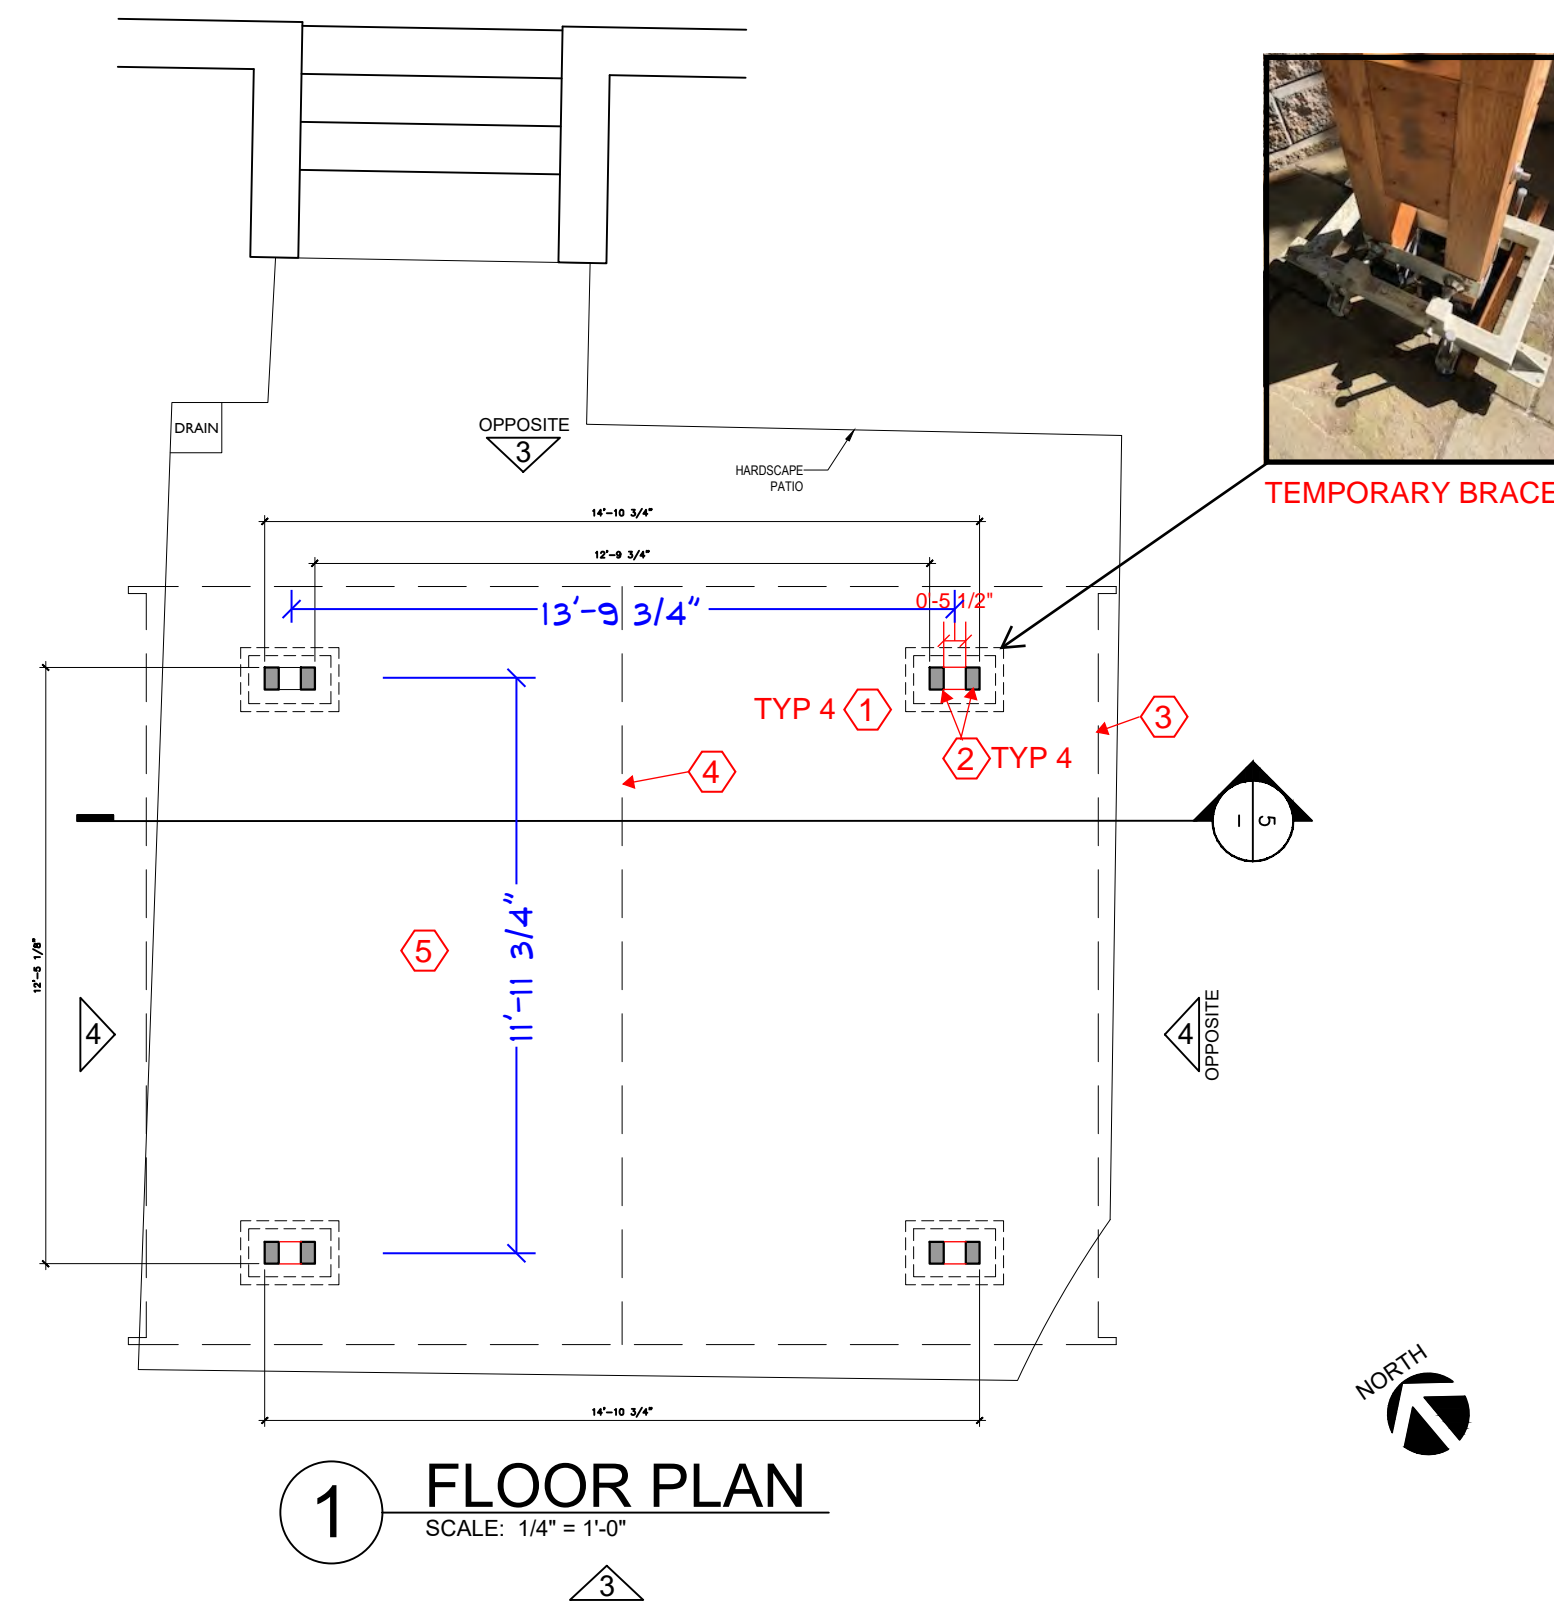 DRAIN
OPPOSITE
3
HARDSCAPE
PATIO
TEMPORARY BRACE
14'-10 3/4"
12'-9 3/4"
13'-9 3/4"
0'-5 1/2"
TYP 4 1
2 TYP 4
3
4
5
–
11'-11 3/4"
5
12'-5 1/8"
4
4
OPPOSITE
14'-10 3/4"
NORTH
1
FLOOR PLAN
SCALE: 1/4" = 1'-0"
3